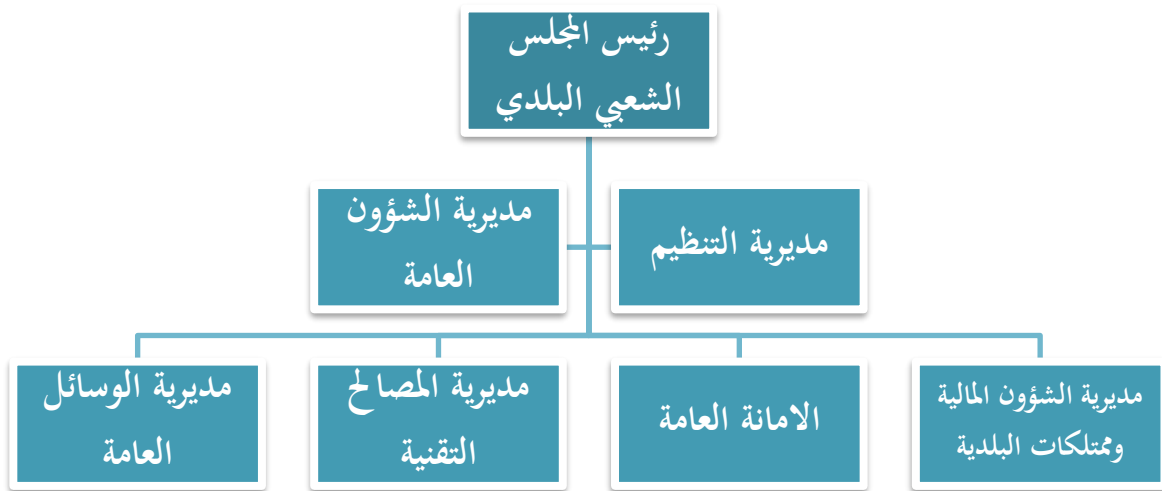 رئيس المجلس
الشعبي البلدي
مديرية التنظيم
مديرية الشؤون
العامة
مديرية الشؤون المالية
وممتلكات البلدية
الامانة العامة
مديرية المصالح
التقنية
مديرية الوسائل
العامة